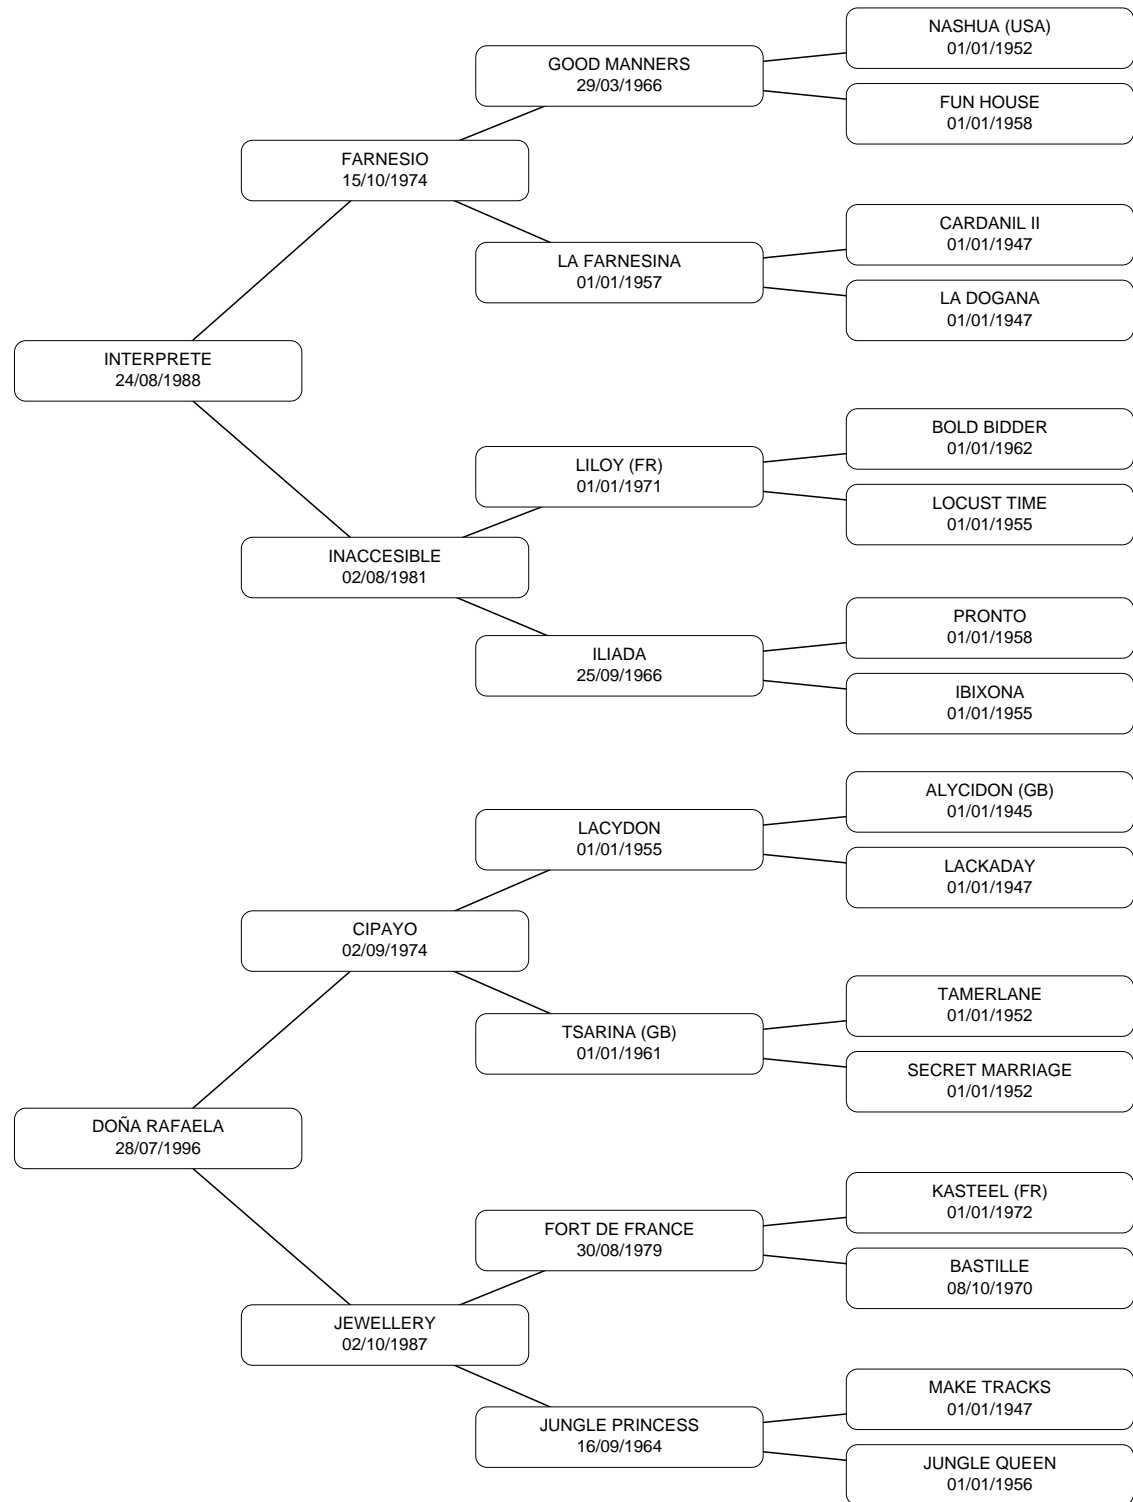 NASHUA (USA)
01/01/1952
GOOD MANNERS
29/03/1966
FUN HOUSE
01/01/1958
FARNESIO
15/10/1974
CARDANIL II
01/01/1947
LA FARNESINA
01/01/1957
LA DOGANA
01/01/1947
INTERPRETE
24/08/1988
BOLD BIDDER
01/01/1962
LILOY (FR)
01/01/1971
LOCUST TIME
01/01/1955
INACCESIBLE
02/08/1981
PRONTO
01/01/1958
ILIADA
25/09/1966
IBIXONA
01/01/1955
ALYCIDON (GB)
01/01/1945
LACYDON
01/01/1955
LACKADAY
01/01/1947
CIPAYO
02/09/1974
TAMERLANE
01/01/1952
TSARINA (GB)
01/01/1961
SECRET MARRIAGE
01/01/1952
DOÑA RAFAELA
28/07/1996
KASTEEL (FR)
01/01/1972
FORT DE FRANCE
30/08/1979
BASTILLE
08/10/1970
JEWELLERY
02/10/1987
MAKE TRACKS
01/01/1947
JUNGLE PRINCESS
16/09/1964
JUNGLE QUEEN
01/01/1956